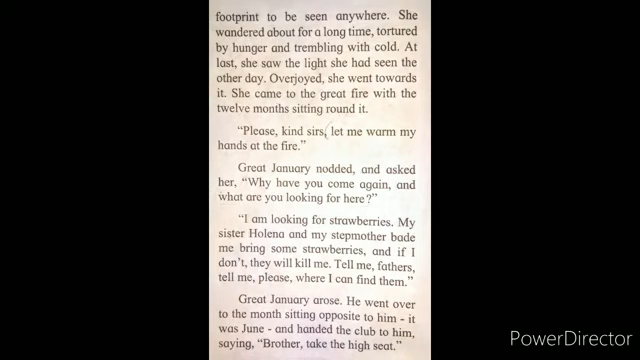 footprint to be seen anywhere. She
wandered about for a long time, tortured
by hunger and trembling with cold. At
last, she saw the light she had seen the
other day. Overjoyed, she went towards
it. She came to the great fire with the
twelve months sitting round it.
“Please, kind sirs, let me warm my
hands at the fire.”
Great January nodded, and asked
her, “Why have you come again, and
what are you looking for here?”
“I am looking for strawberries. My
sister Holena and my stepmother bade
me bring some strawberries, and if I
don’t, they will kill me. Tell me, fathers,
tell me, please, where I can find them.”
Great January arose. He went over
to the month sitting opposite to him - it
was June - and handed the club to him,
saying, “Brother, take the high seat.”
PowerDirector